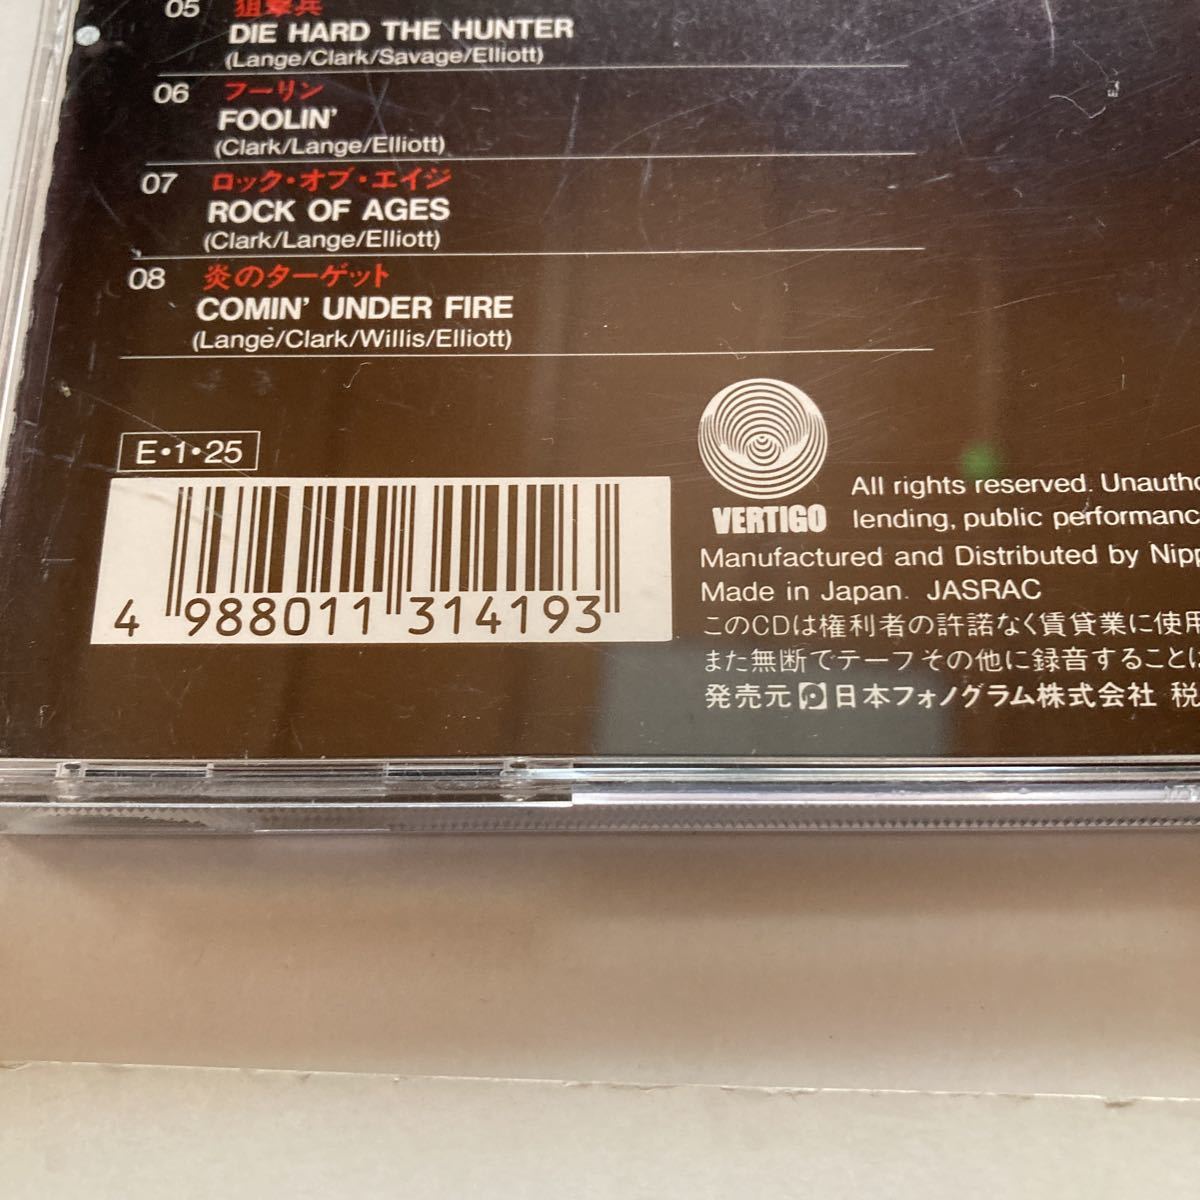 05 狙撃兵
DIE HARD THE HUNTER
(Lange/Clark/Savage/Elliott)
06 フーリン
FOOLIN'
(Clark/Lange/Elliott)
07 ロック・オブ・エイジ
ROCK OF AGES
(Clark/Lange/Elliott)
08 炎のターゲット
COMIN' UNDER FIRE
(Lange/Clark/Willis/Elliott)
E•1•25
4 988011 314193
VERTIGO
All rights reserved. Unautho
lending, public performanc
Manufactured and Distributed by Nipp
Made in Japan. JASRAC
このCDは権利者の許諾なく賃貸業に使用
また無断でテープその他に録音することは
発売元 日本フォノグラム株式会社 税